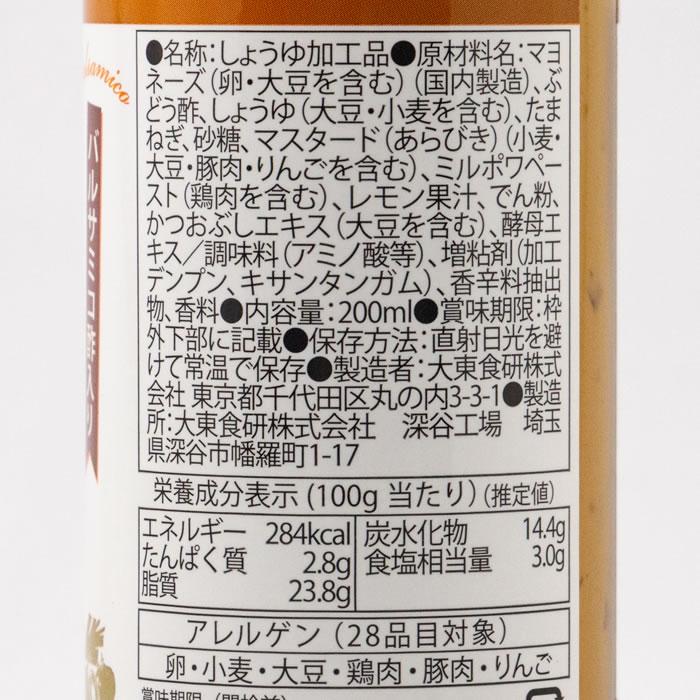 lsamico
バルサミコ酢入り
●名称:しょうゆ加工品●原材料名:マヨ
ネーズ(卵・大豆を含む)(国内製造)、ぶ
どう酢、しょうゆ(大豆・小麦を含む)、たま
ねぎ、砂糖、マスタード(あらびき)(小麦・
大豆・豚肉・りんごを含む)、ミルポワペー
スト(鶏肉を含む)、レモン果汁、でん粉、
かつおぶしエキス(大豆を含む)、酵母エ
キス/調味料(アミノ酸等)、増粘剤(加工
デンプン、キサンタンガム)、香辛料抽出
物、香料●内容量:200ml●賞味期限:枠
外下部に記載●保存方法:直射日光を避
けて常温で保存●製造者:大東食研株式
会社 東京都千代田区丸の内3-3-1●製造
所:大東食研株式会社 深谷工場 埼玉
県深谷市幡羅町1-17
栄養成分表示(100g当たり)(推定値)
エネルギー 284kcal
たんぱく質 2.8g
脂質 23.8g
炭水化物 14.4g
食塩相当量 3.0g
アレルゲン(28品目対象)
卵・小麦・大豆・鶏肉・豚肉・りんご
賞味期限(開栓前)